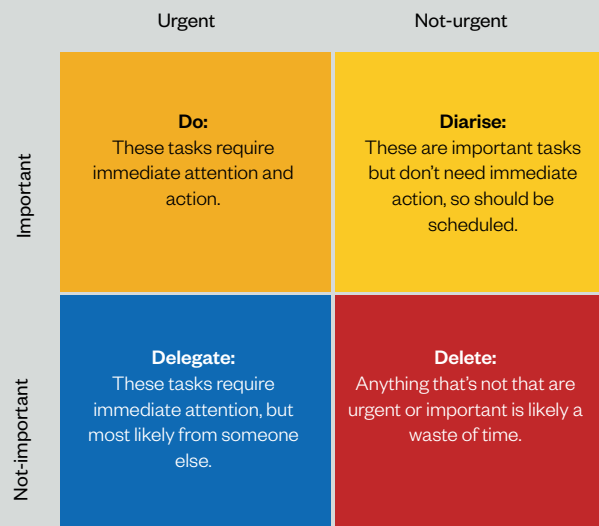 Urgent
Not-urgent
Important
Do:
These tasks require
immediate attention and
action.
Diarise:
These are important tasks
but don't need immediate
action, so should be
scheduled.
Not-important
Delegate:
These tasks require
immediate attention, but
most likely from someone
else.
Delete:
Anything that's not that are
urgent or important is likely a
waste of time.